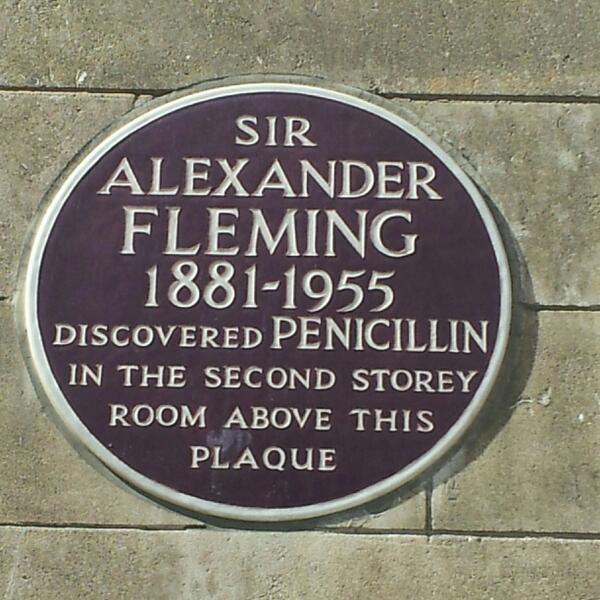 SIR
ALEXANDER
FLEMING
1881-1955
DISCOVERED PENICILLIN
IN THE SECOND STOREY
ROOM ABOVE THIS
PLAQUE